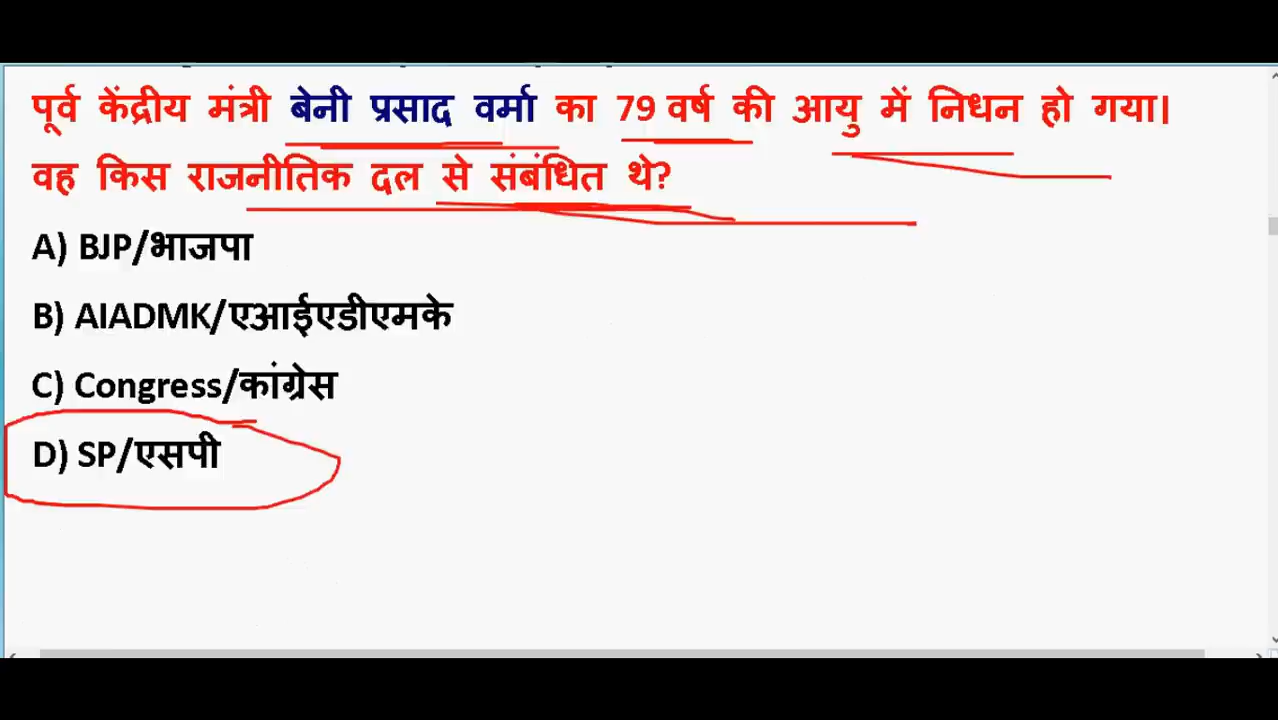 पूर्व केंद्रीय मंत्री बेनी प्रसाद वर्मा का 79 वर्ष की आयु में निधन हो गया।
वह किस राजनीतिक दल से संबंधित थे?
A) BJP/भाजपा
B) AIADMK/एआईएडीएमके
C) Congress/कांग्रेस
D) SP/एसपी